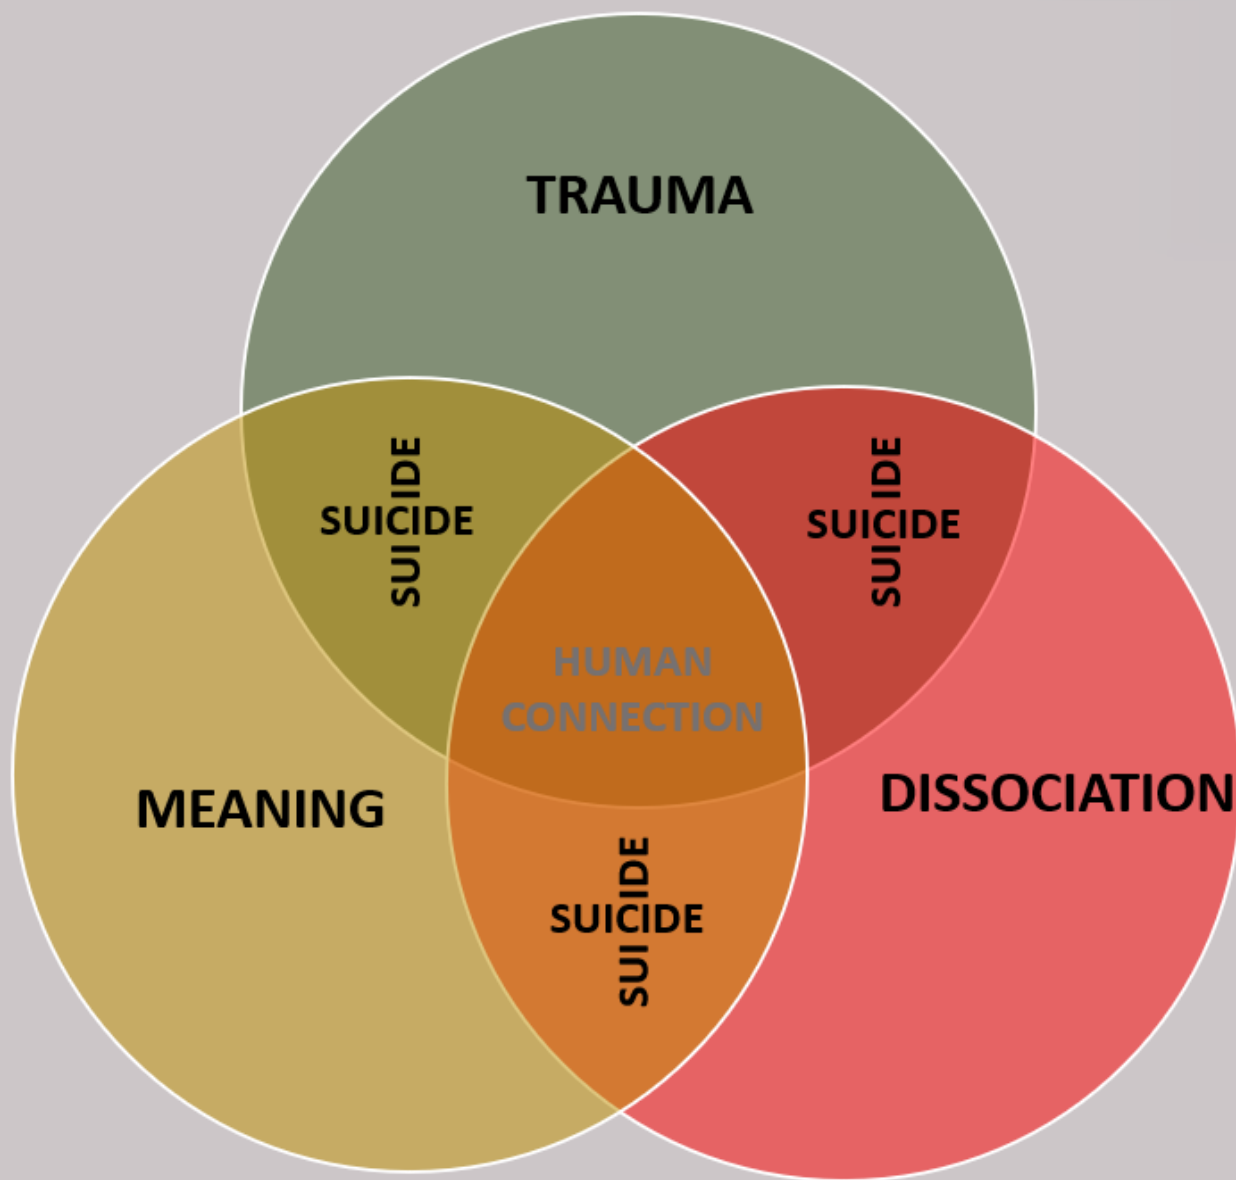 TRAUMA
SUICIDE
SUICIDE
SUICIDE
SUICIDE
HUMAN
CONNECTION
MEANING
DISSOCIATION
SUICIDE
SUICIDE